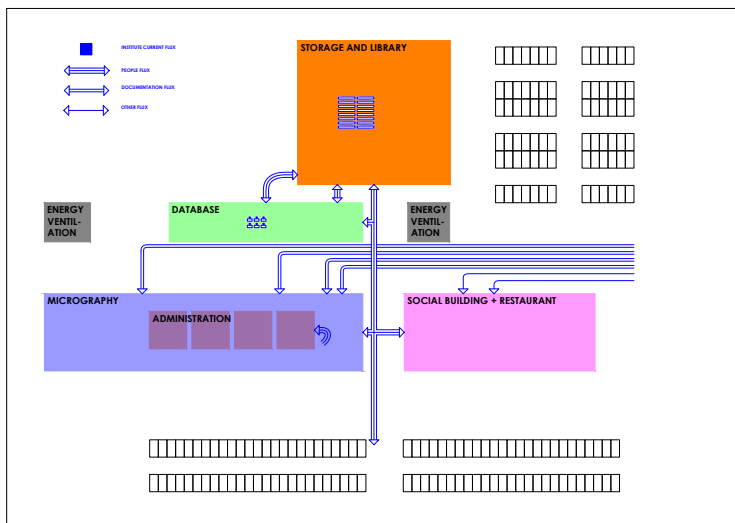 INSTITUTE CURRENT FLUX
PEOPLE FLUX
DOCUMENTATION FLUX
OTHER FLUX
STORAGE AND LIBRARY
ENERGY
VENTIL-
ATION
DATABASE
ENERGY
VENTIL-
ATION
MICROGRAPHY
ADMINISTRATION
SOCIAL BUILDING + RESTAURANT